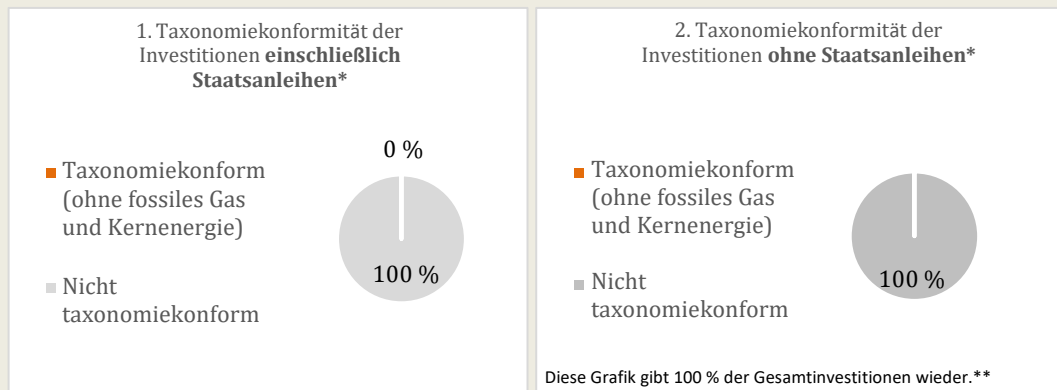 1. Taxonomiekonformität der
Investitionen einschließlich
Staatsanleihen*
Taxonomiekonform
(ohne fossiles Gas
und Kernenergie)
Nicht
taxonomiekonform
0 %
100 %
2. Taxonomiekonformität der
Investitionen ohne Staatsanleihen*
Taxonomiekonform
(ohne fossiles Gas
und Kernenergie)
Nicht
taxonomiekonform
100 %
Diese Grafik gibt 100 % der Gesamtinvestitionen wieder.**